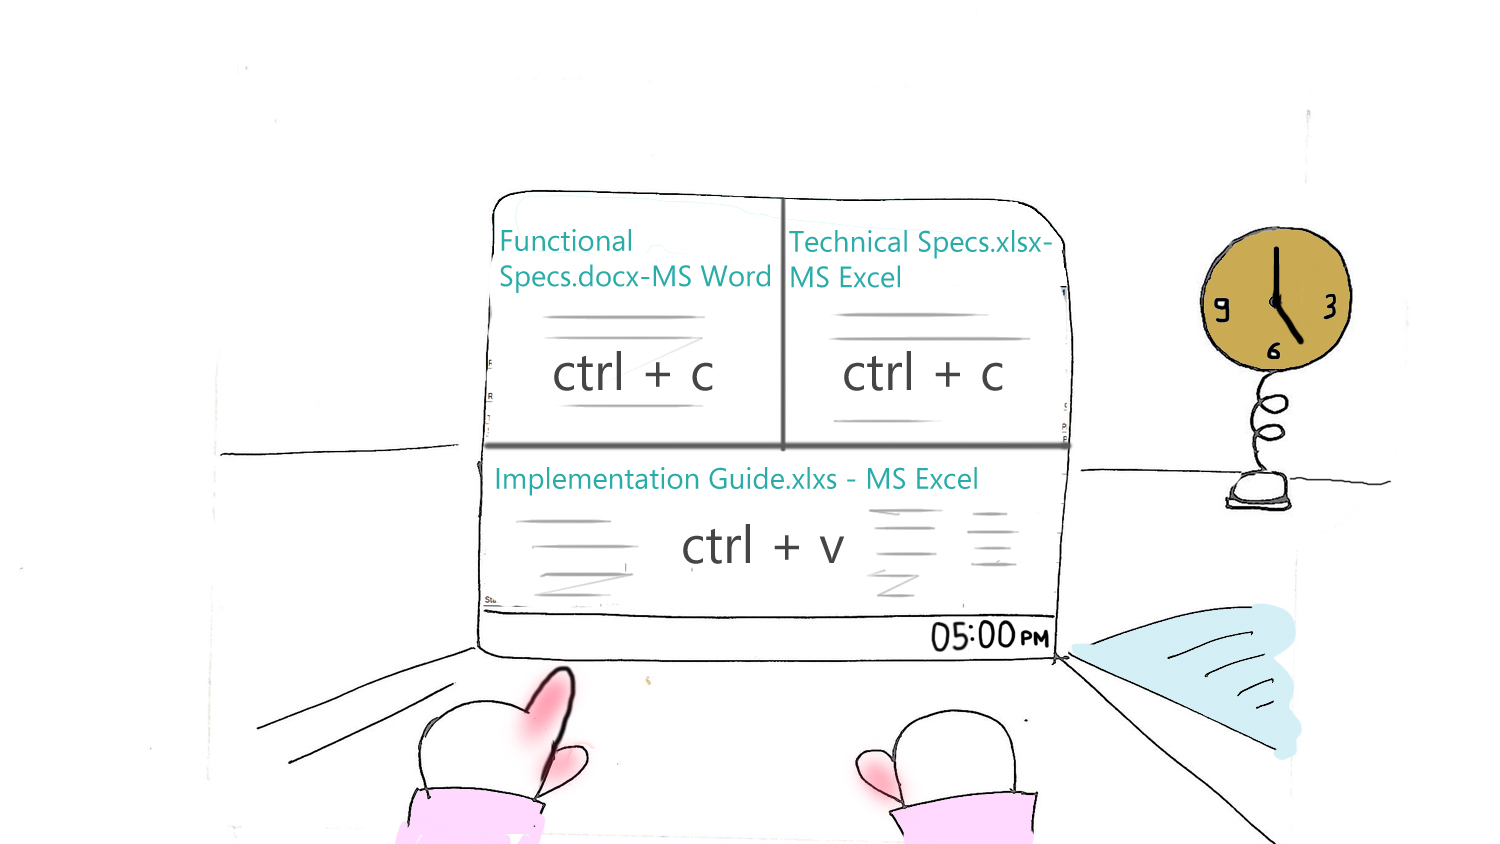 Functional
Specs.docx-MS Word
ctrl + c
Technical Specs.xlsx-
MS Excel
ctrl + c
Implementation Guide.xlxs - MS Excel
ctrl + v
05:00 PM
9
3
6